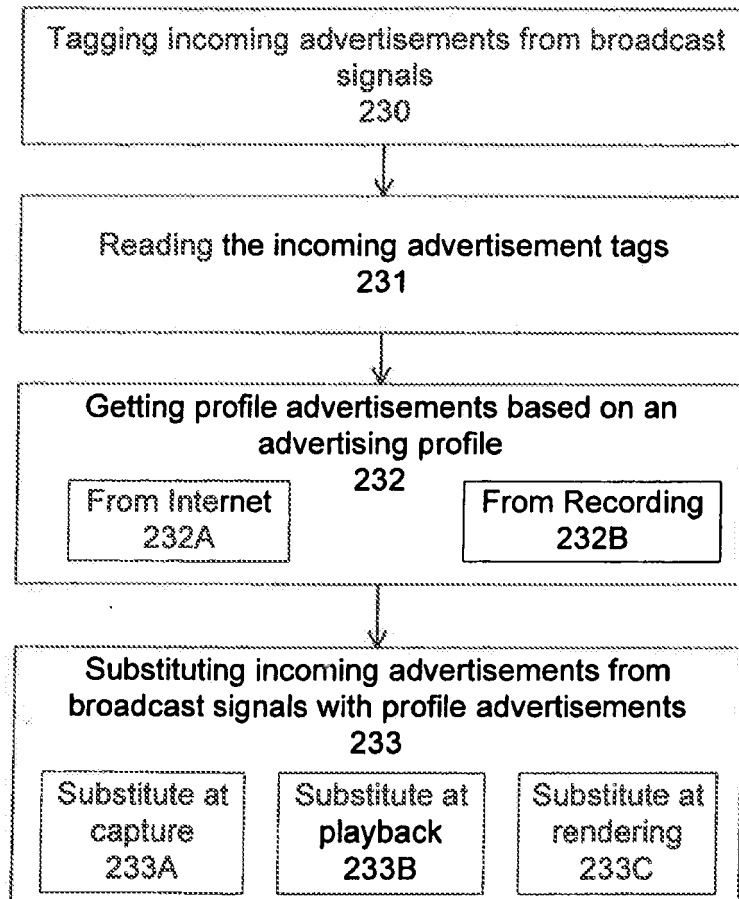 Tagging incoming advertisements from broadcast
signals
230
Reading the incoming advertisement tags
231
Getting profile advertisements based on an
advertising profile
232
From Internet
232A
From Recording
232B
Substituting incoming advertisements from
broadcast signals with profile advertisements
233
Substitute at
capture
233A
Substitute at
playback
233B
Substitute at
rendering
233C